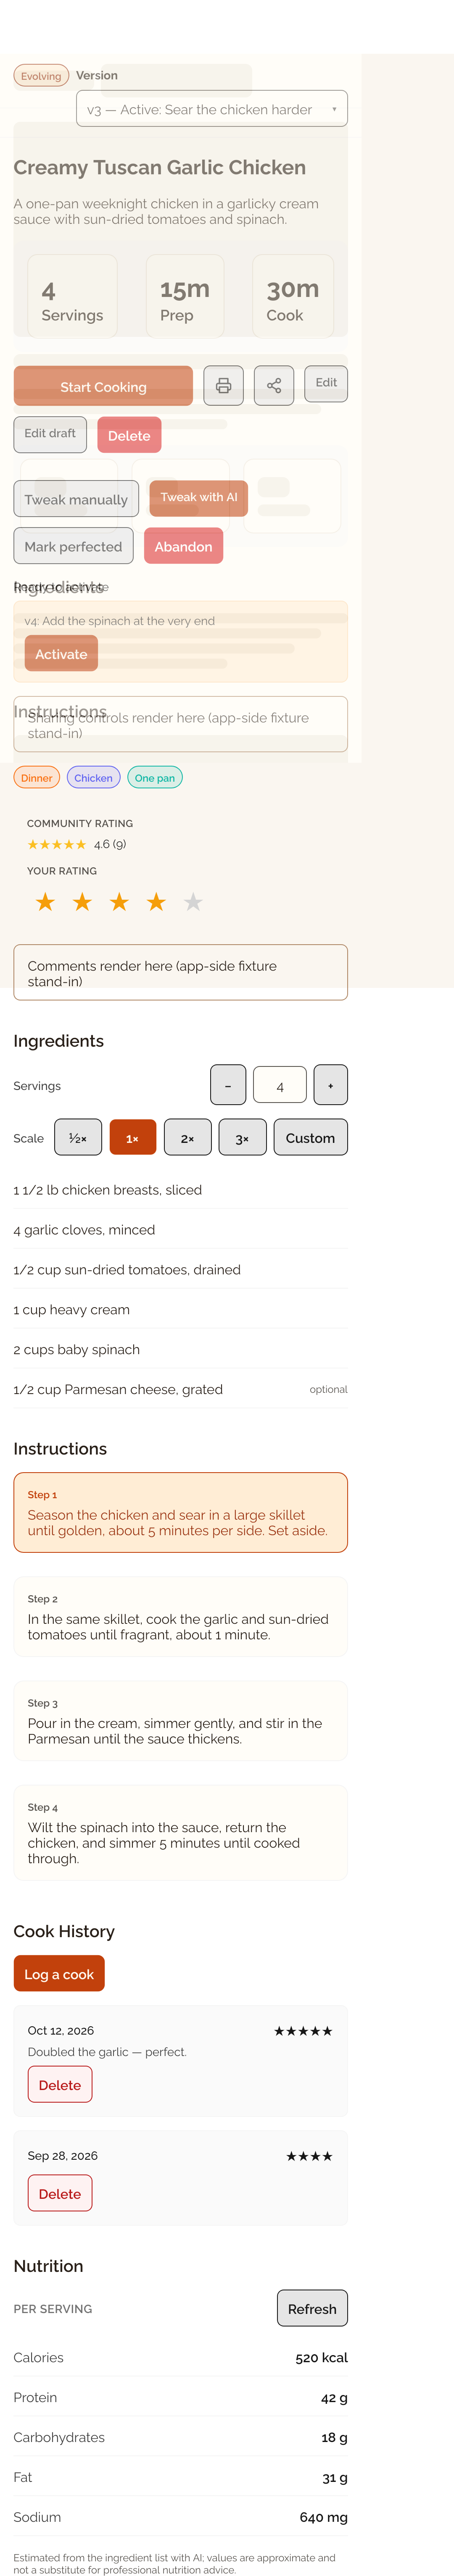 Evolving
Version
v3 — Active: Sear the chicken harder
Creamy Tuscan Garlic Chicken
A one-pan weeknight chicken in a garlicky cream
sauce with sun-dried tomatoes and spinach.
4
Servings
15m
Prep
30m
Cook
Start Cooking
Edit
Edit draft
Delete
Tweak manually
Tweak with AI
Mark perfected
Abandon
Ingredients
Ready to activate
v4: Add the spinach at the very end
Activate
Instructions
Sharing controls render here (app-side fixture
stand-in)
Dinner
Chicken
One pan
COMMUNITY RATING
★★★★★ 4.6 (9)
YOUR RATING
★ ★ ★ ★ ★
Comments render here (app-side fixture
stand-in)
Ingredients
Servings
–
4
+
Scale
½×
1×
2×
3×
Custom
1 1/2 lb chicken breasts, sliced
4 garlic cloves, minced
1/2 cup sun-dried tomatoes, drained
1 cup heavy cream
2 cups baby spinach
1/2 cup Parmesan cheese, grated
optional
Instructions
Step 1
Season the chicken and sear in a large skillet
until golden, about 5 minutes per side. Set aside.
Step 2
In the same skillet, cook the garlic and sun-dried
tomatoes until fragrant, about 1 minute.
Step 3
Pour in the cream, simmer gently, and stir in the
Parmesan until the sauce thickens.
Step 4
Wilt the spinach into the sauce, return the
chicken, and simmer 5 minutes until cooked
through.
Cook History
Log a cook
Oct 12, 2026
★★★★★
Doubled the garlic — perfect.
Delete
Sep 28, 2026
★★★★
Delete
Nutrition
PER SERVING
Refresh
Calories
520 kcal
Protein
42 g
Carbohydrates
18 g
Fat
31 g
Sodium
640 mg
Estimated from the ingredient list with AI; values are approximate and
not a substitute for professional nutrition advice.